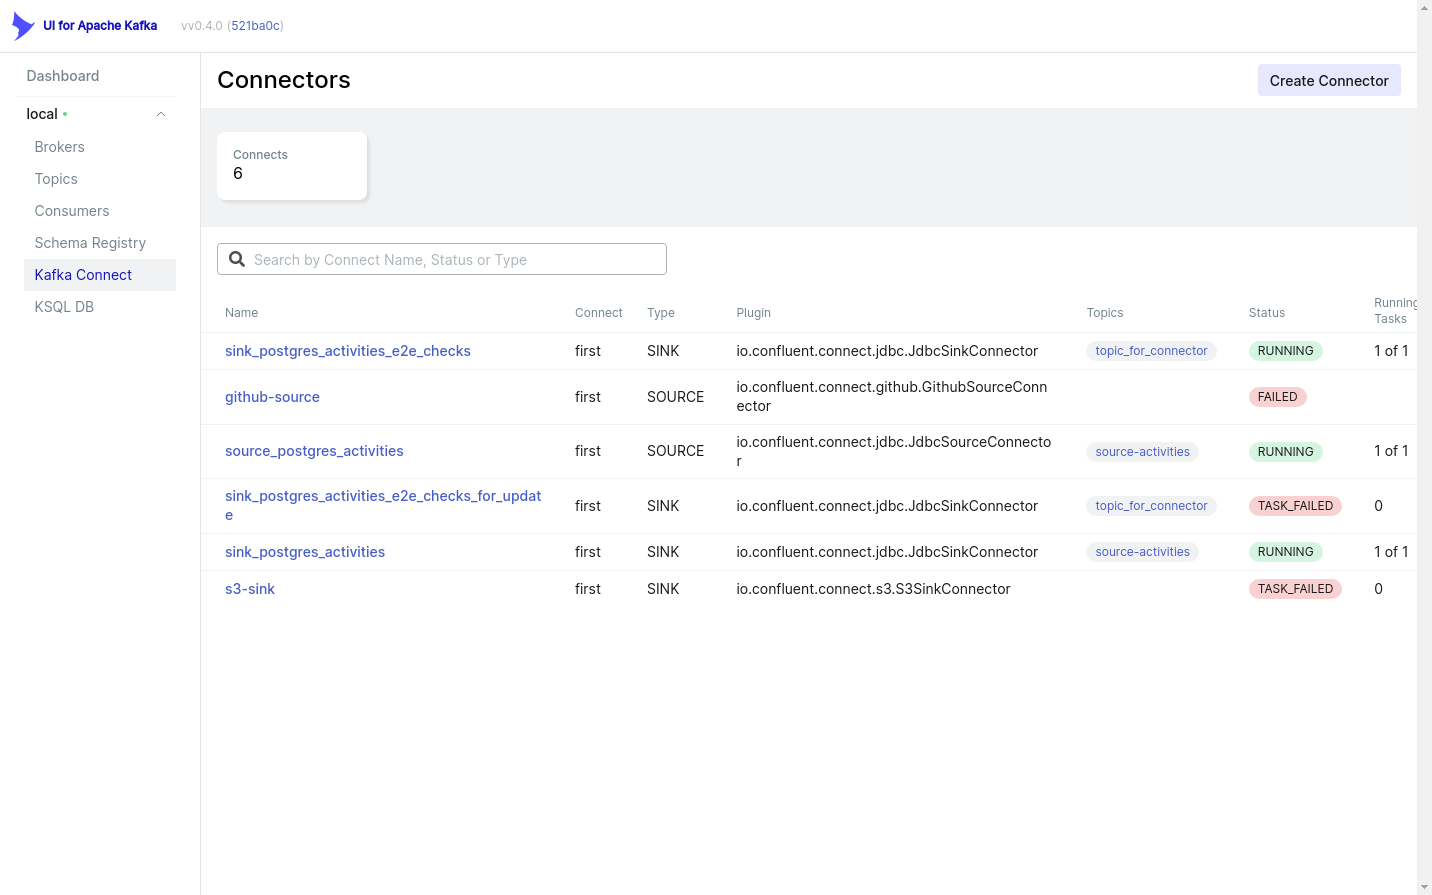 UI for Apache Kafka vv0.4.0 (521ba0c)
Dashboard
local
Brokers
Topics
Consumers
Schema Registry
Kafka Connect
KSQL DB
Connectors
Create Connector
Connects
6
Search by Connect Name, Status or Type
Name Connect Type Plugin Topics Status Running
Tasks
sink_postgres_activities_e2e_checks first SINK io.confluent.connect.jdbc.JdbcSinkConnector topic_for_connector RUNNING 1 of 1
github-source first SOURCE io.confluent.connect.github.GithubSourceConn
ector FAILED
source_postgres_activities first SOURCE io.confluent.connect.jdbc.JdbcSourceConnecto
r source-activities RUNNING 1 of 1
sink_postgres_activities_e2e_checks_for_updat
e first SINK io.confluent.connect.jdbc.JdbcSinkConnector topic_for_connector TASK_FAILED 0
sink_postgres_activities first SINK io.confluent.connect.jdbc.JdbcSinkConnector source-activities RUNNING 1 of 1
s3-sink first SINK io.confluent.connect.s3.S3SinkConnector TASK_FAILED 0